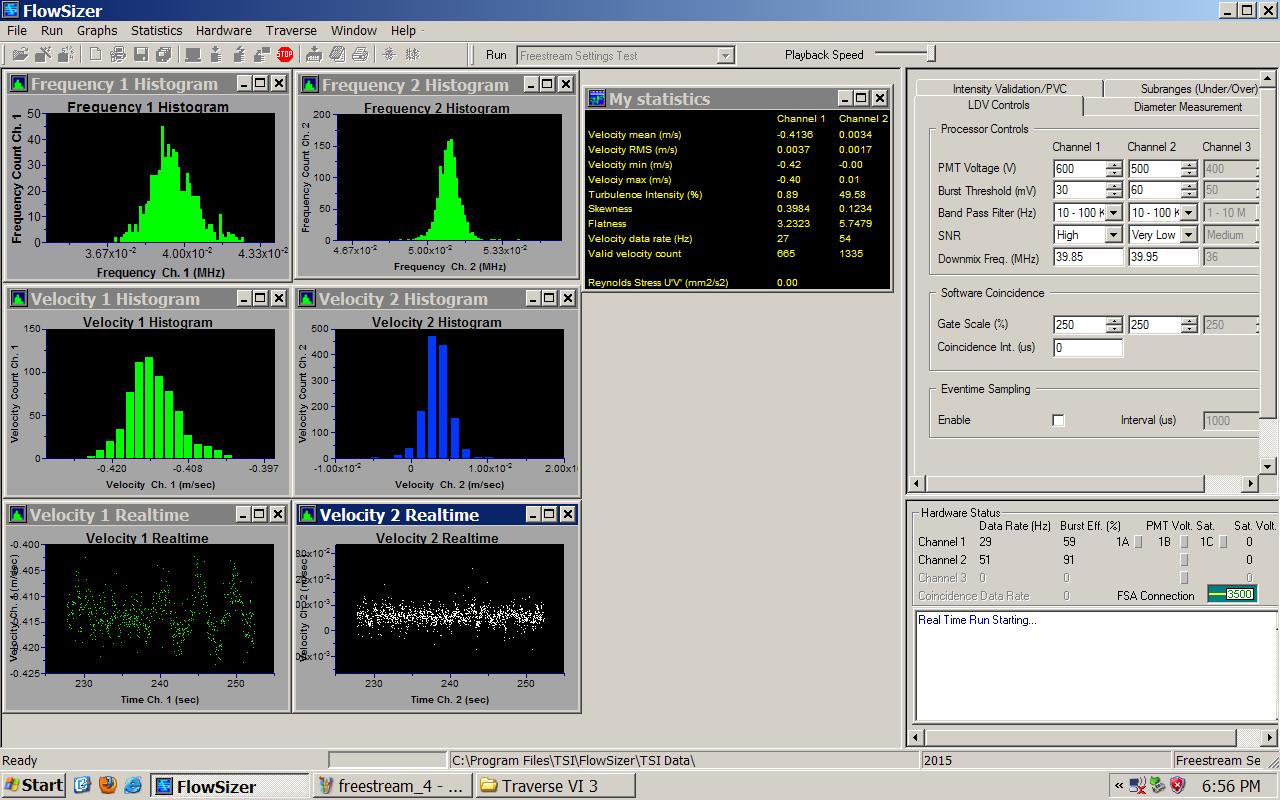 FlowSizer
File Run Graphs Statistics Hardware Traverse Window Help
STOP Run Freestream Settings Test Playback Speed
Frequency 1 Histogram
Frequency 1 Histogram
Frequency Count Ch. 1
50
40
30
20
10
0
3.67x10-2 4.00x10-2 4.33x10-2
Frequency Ch. 1 (MHz)
Frequency 2 Histogram
Frequency 2 Histogram
Frequency Count Ch. 2
200
150
100
50
0
4.67x10-2 5.00x10-2 5.33x10-2
Frequency Ch. 2 (MHz)
My statistics
Channel 1 Channel 2
Velocity mean (m/s) -0.4136 0.0034
Velocity RMS (m/s) 0.0037 0.0017
Velocity min (m/s) -0.42 -0.00
Velociy max (m/s) -0.40 0.01
Turbulence Intensity (%) 0.89 49.58
Skewness 0.3984 0.1234
Flatness 3.2323 5.7479
Velocity data rate (Hz) 27 54
Valid velocity count 665 1335
Reynolds Stress U'V' (mm2/s2) 0.00
Velocity 1 Histogram
Velocity 1 Histogram
Velocity Count Ch. 1
150
100
50
0
-0.420 -0.408 -0.397
Velocity Ch. 1 (m/sec)
Velocity 2 Histogram
Velocity 2 Histogram
Velocity Count Ch. 2
500
400
300
200
100
0
-1.00x10-2 0 1.00x10-2 2.00x10-2
Velocity Ch. 2 (m/sec)
Velocity 1 Realtime
Velocity 1 Realtime
Velocity Ch. 1 (m/sec)
-0.400
-0.405
-0.410
-0.415
-0.420
-0.425
230 240 250
Time Ch. 1 (sec)
Velocity 2 Realtime
Velocity 2 Realtime
Velocity Ch. 2 (m/sec)
0
230 240 250
Time Ch. 2 (sec)
Intensity Validation/PVC Subranges (Under/Over)
LDV Controls Diameter Measurement
Processor Controls
Channel 1 Channel 2 Channel 3
PMT Voltage (V) 600 500 400
Burst Threshold (mV) 30 60 50
Band Pass Filter (Hz) 10 - 100 K 10 - 100 K 1 - 10 M
SNR High Very Low Medium
Downmix Freq. (MHz) 39.85 39.95 36
Software Coincidence
Gate Scale (%) 250 250 250
Coincidence Int. (us) 0
Eventime Sampling
Enable Interval (us) 1000
Hardware Status
Data Rate (Hz) Burst Eff. (%) PMT Volt. Sat. Sat. Volt.
Channel 1 29 59 1A 1B 1C 0
Channel 2 51 91 0
Channel 3 0 0 0
Coincidence Data Rate 0 FSA Connection 3500
Real Time Run Starting...
Ready C:\Program Files\TSI\FlowSizer\TSI Data\ 2015 Freestream Se
Start FlowSizer freestream_4 - ... Traverse VI 3 « 6:56 PM